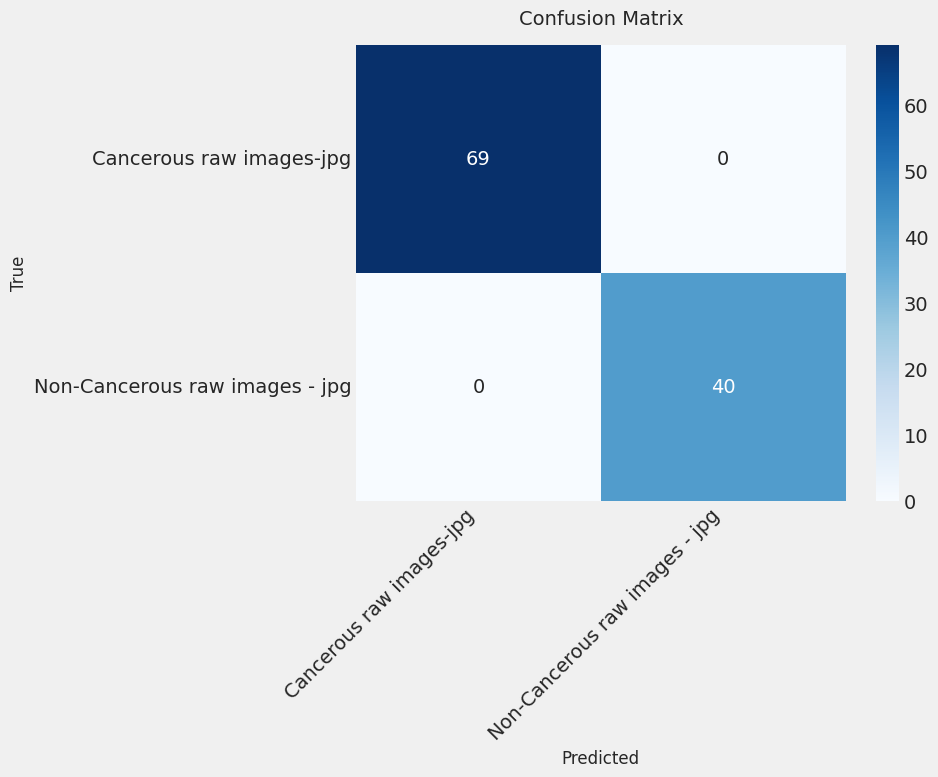 Confusion Matrix
True
Cancerous raw images-jpg
69
0
Non-Cancerous raw images - jpg
0
40
60
50
40
30
20
10
0
Cancerous raw images-jpg
Non-Cancerous raw images - jpg
Predicted